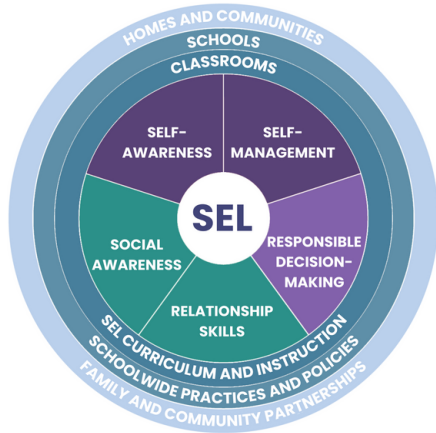 HOMES AND COMMUNITIES
SCHOOLS
CLASSROOMS
SELF-
AWARENESS
SELF-
MANAGEMENT
SEL
SOCIAL
AWARENESS
RESPONSIBLE
DECISION-
MAKING
RELATIONSHIP
SKILLS
SEL CURRICULUM AND INSTRUCTION
SCHOOLWIDE PRACTICES AND POLICIES
FAMILY AND COMMUNITY PARTNERSHIPS